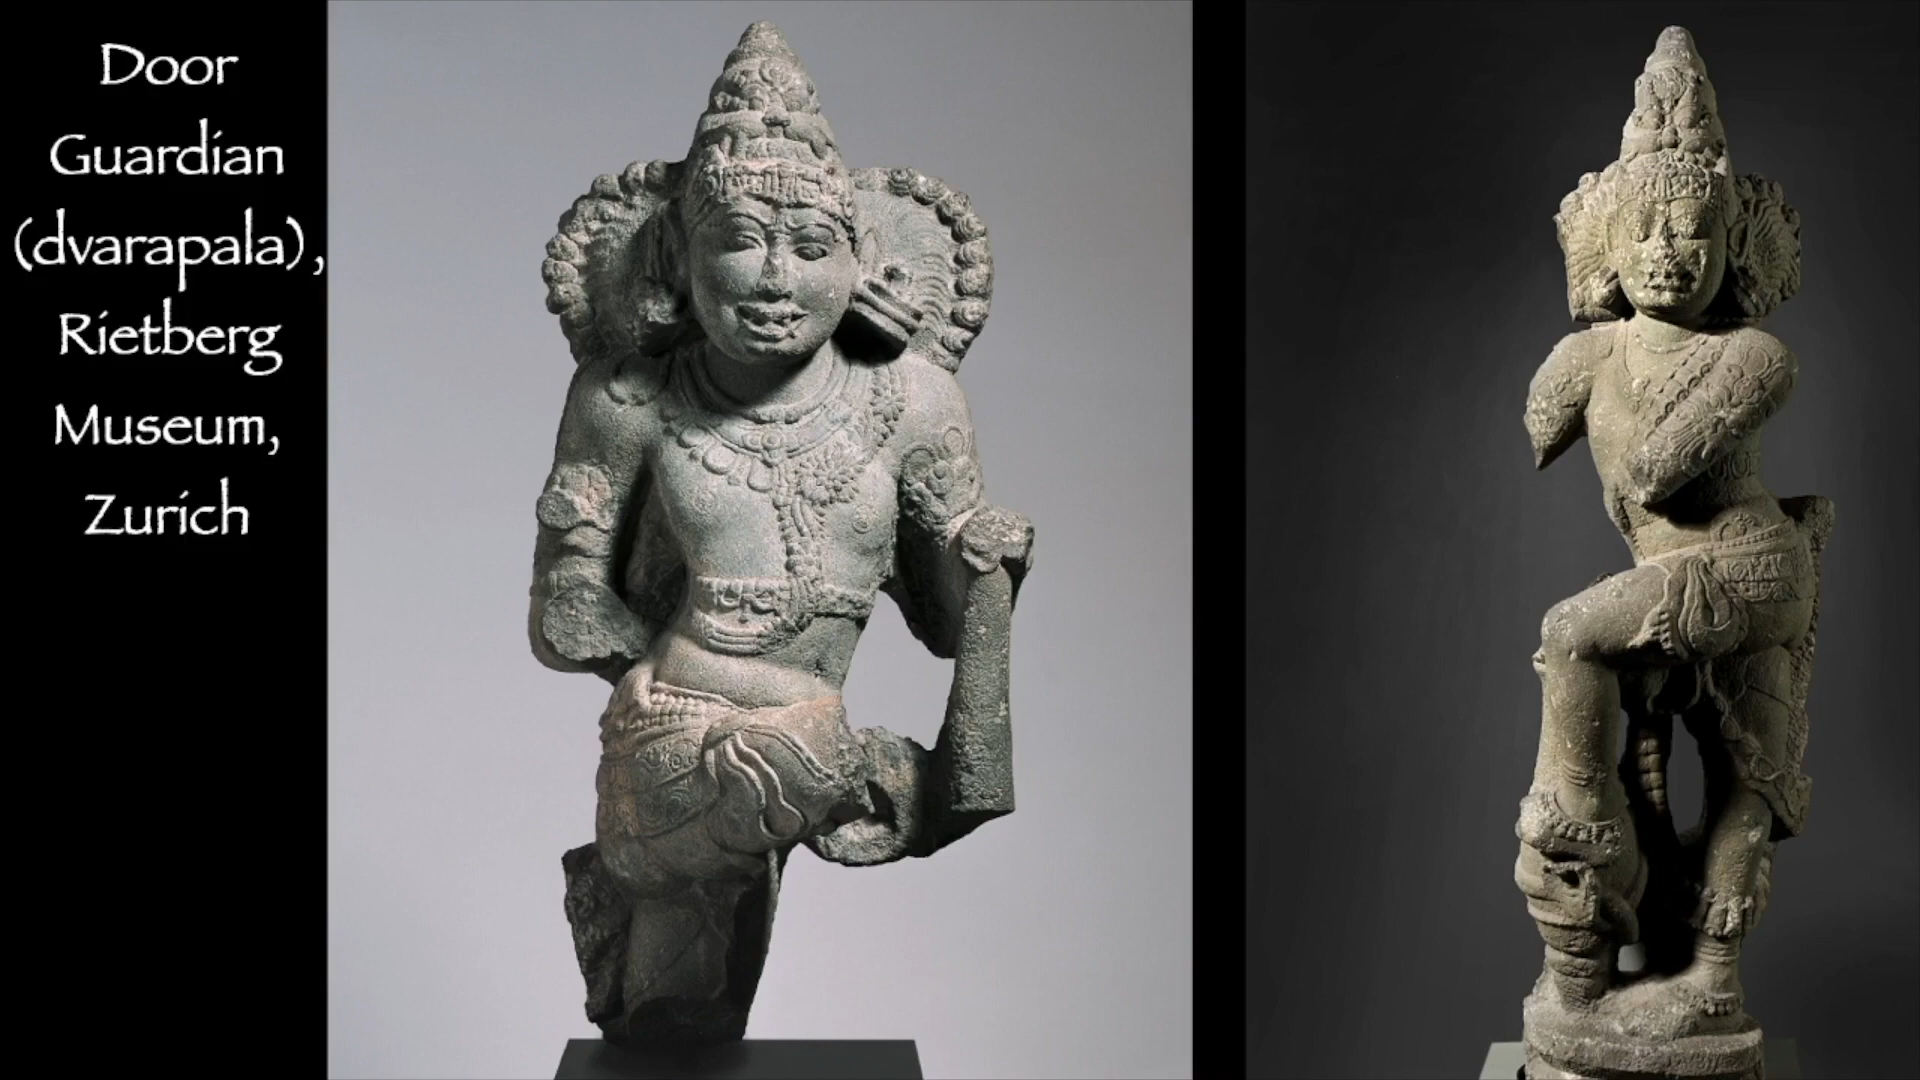 Door
Guardian
(dvarapala),
Rietberg
Museum,
Zurich